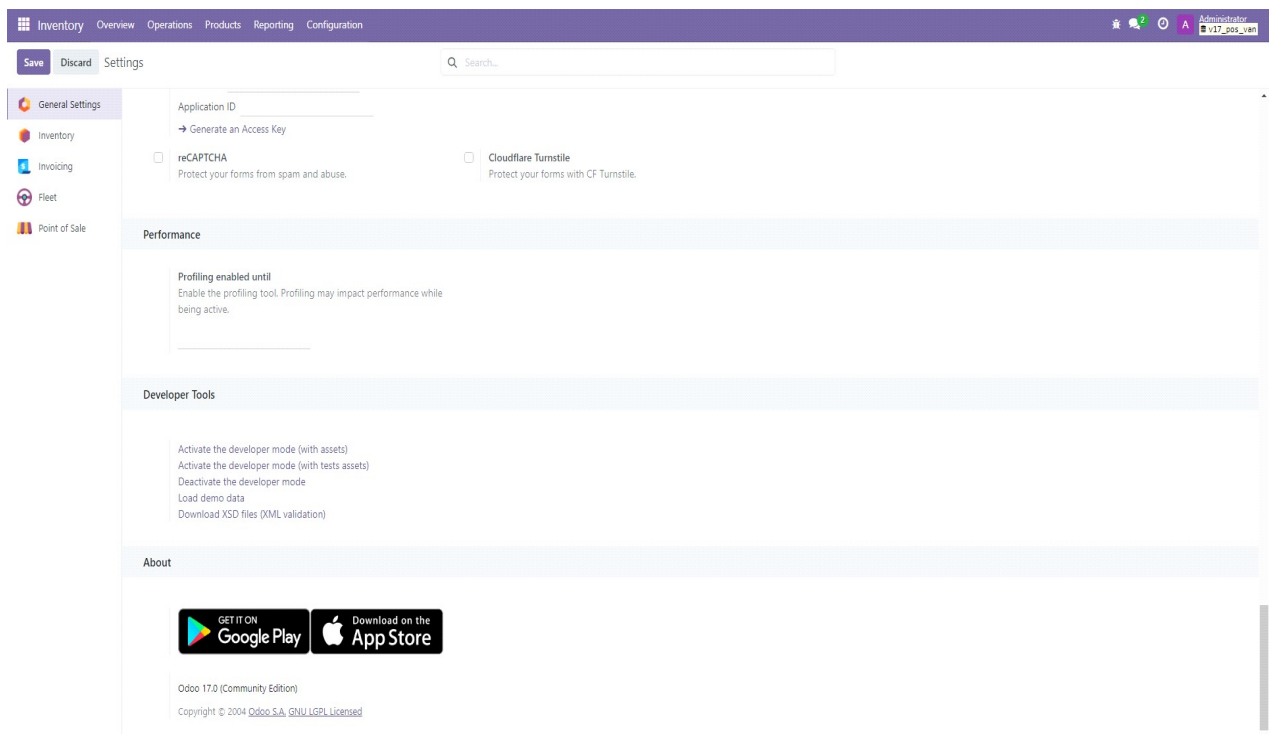 Inventory Overview Operations Products Reporting Configuration 2 A Administrator
v17_pos_van
Save Discard Settings Search...
General Settings
Inventory
Invoicing
Fleet
Point of Sale
Application ID
→ Generate an Access Key
reCAPTCHA Cloudflare Turnstile
Protect your forms from spam and abuse. Protect your forms with CF Turnstile.
Performance
Profiling enabled until
Enable the profiling tool. Profiling may impact performance while
being active.
Developer Tools
Activate the developer mode (with assets)
Activate the developer mode (with tests assets)
Deactivate the developer mode
Load demo data
Download XSD files (XML validation)
About
GET IT ON Download on the
Google Play App Store
Odoo 17.0 (Community Edition)
Copyright © 2004 Odoo S.A. GNU LGPL Licensed